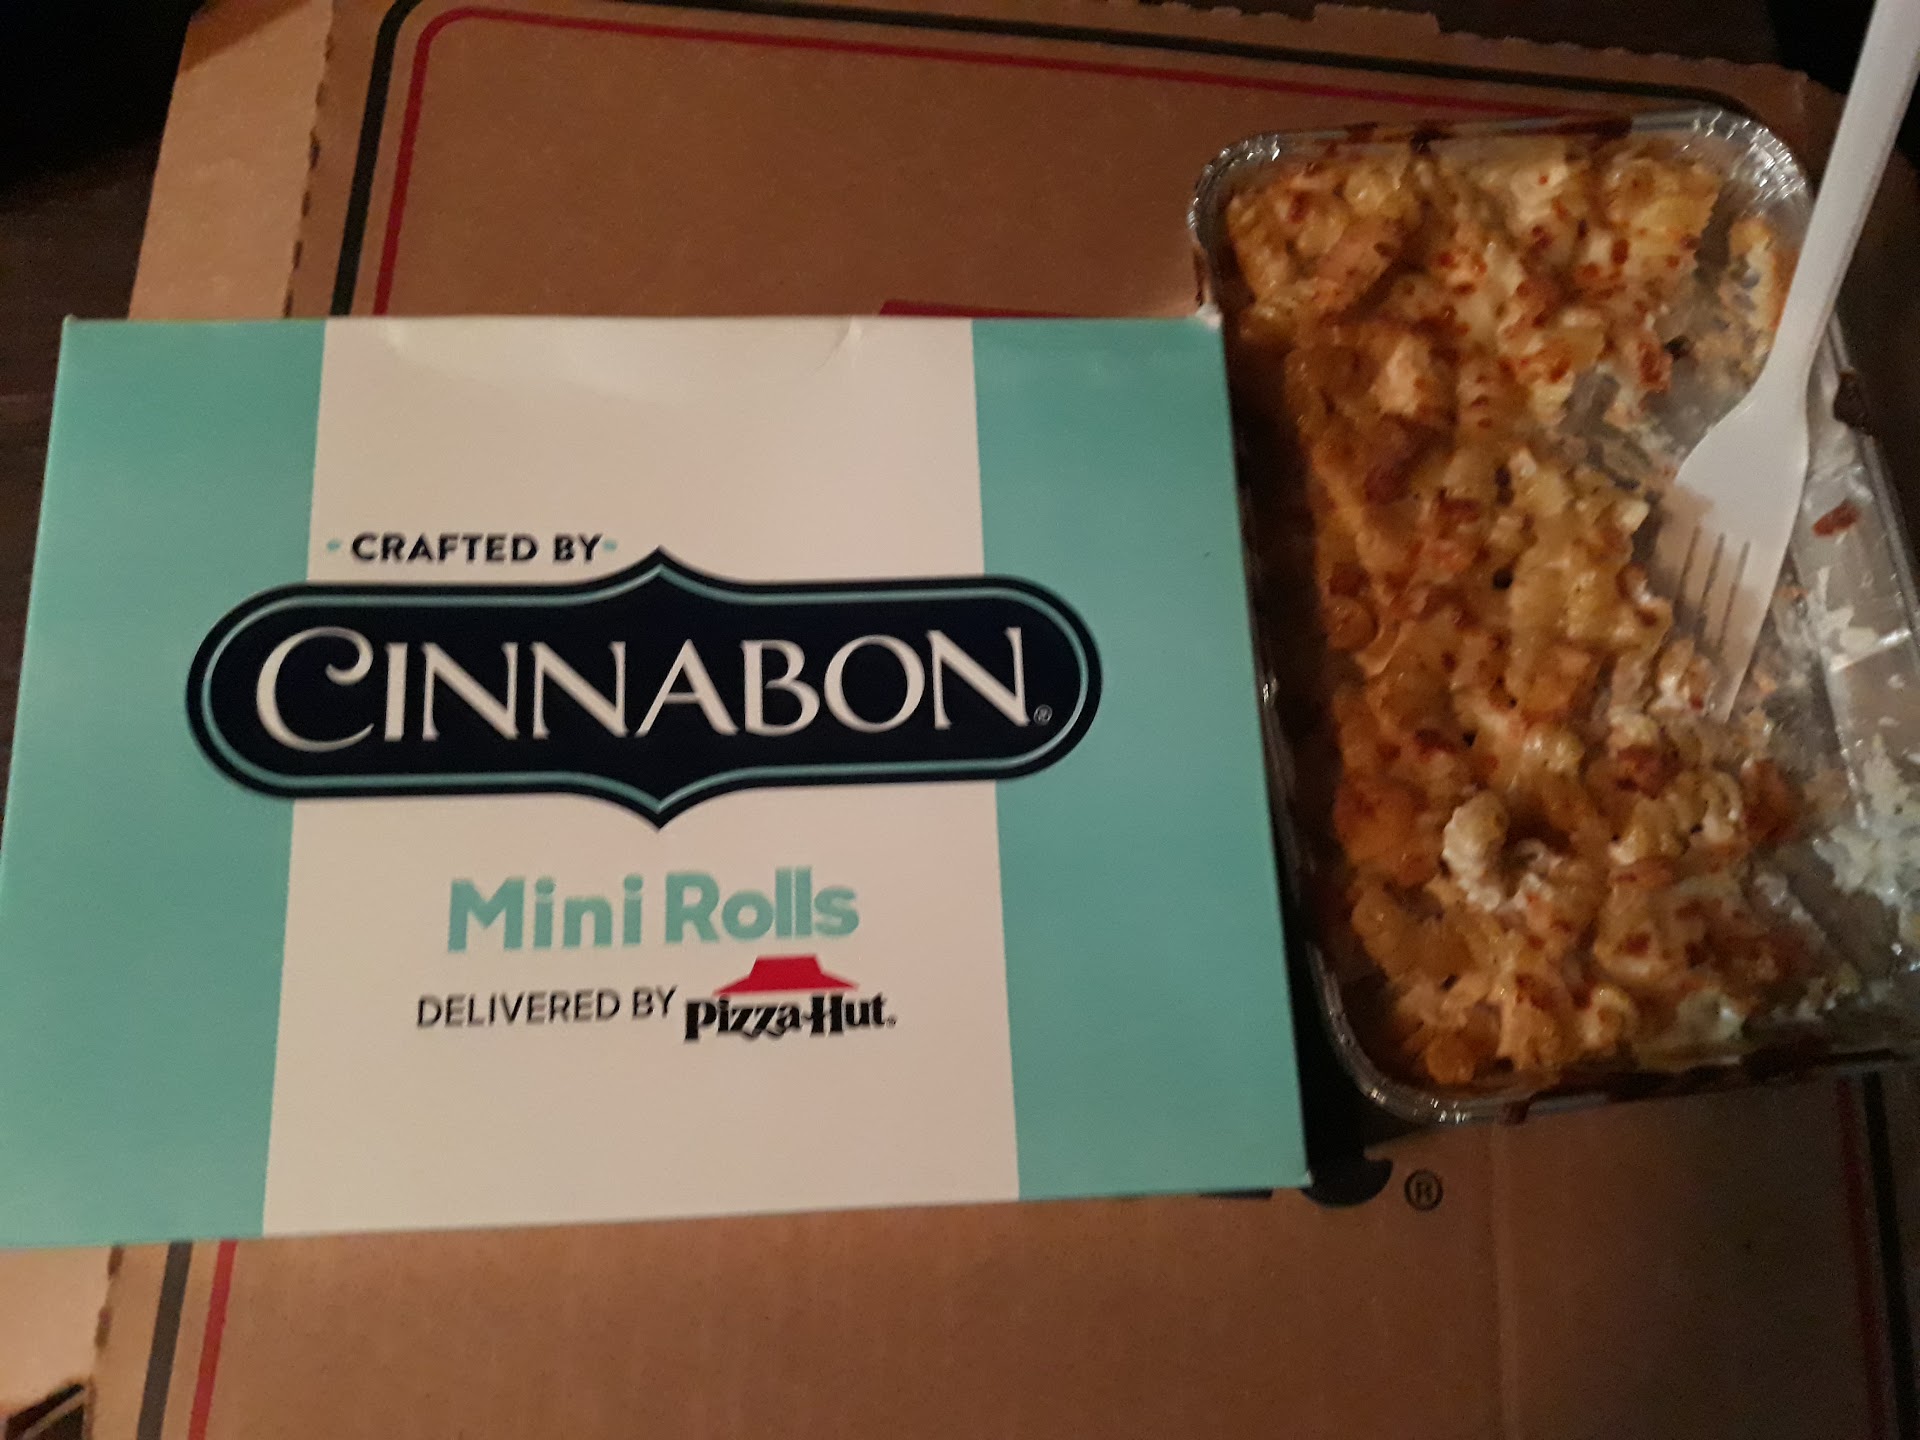 CRAFTED BY
CINNABON®
Mini Rolls
DELIVERED BY Pizza Hut®
®